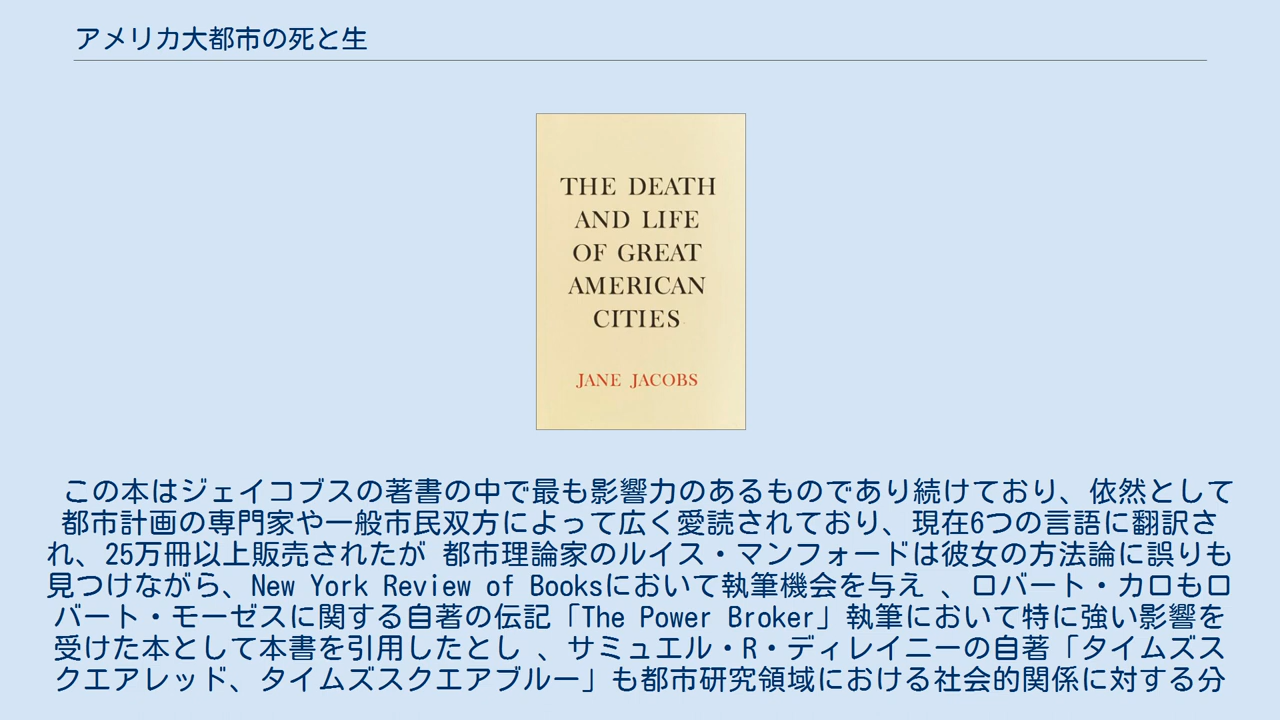 アメリカ大都市の死と生
THE DEATH
AND LIFE
OF GREAT
AMERICAN
CITIES
JANE JACOBS
この本はジェイコブスの著書の中で最も影響力のあるものであり続けており、依然として
都市計画の専門家や一般市民双方によって広く愛読されており、現在6つの言語に翻訳さ
れ、25万冊以上販売されたが 都市理論家のルイス・マンフォードは彼女の方法論に誤りも
見つけながら、New York Review of Booksにおいて執筆機会を与え 、ロバート・カロもロ
バート・モーゼスに関する自著の伝記「The Power Broker」執筆において特に強い影響を
受けた本として本書を引用したとし 、サミュエル・R・ディレイニーの自著「タイムズス
クエアレッド、タイムズスクエアブルー」も都市研究領域における社会的関係に対する分